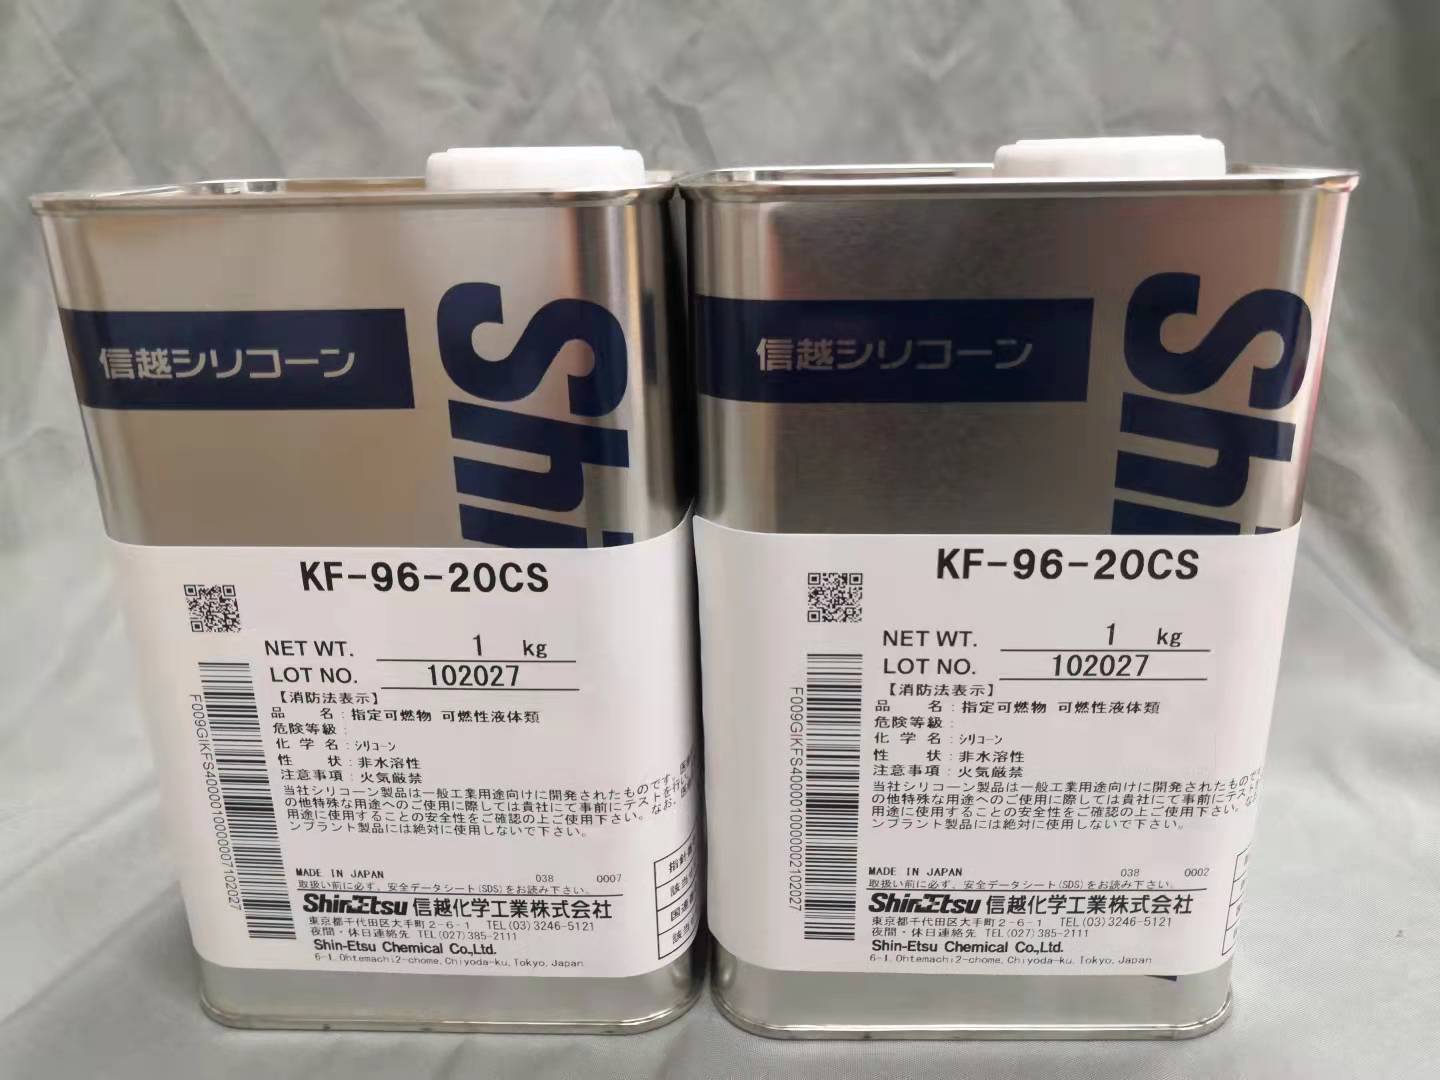 信越シリコーン
Shi
KF-96-20CS
NET WT. 1 kg
LOT NO. 102027
【消防法表示】
品 名：指定可燃物 可燃性液体類
危険等級：
化 学 名：シリコーン
性 状：非水溶性
注意事項：火気厳禁
当社シリコーン製品は一般工業用途向けに開発されたものです。
の他特殊な用途へのご使用に際しては貴社にて事前にテストを行い、
用途に使用することの安全性をご確認の上ご使用下さい。なお、
ンプラント製品には絶対に使用しないで下さい。
MADE IN JAPAN 038 0007
取扱い前に必ず、安全データシート(SDS)をお読み下さい。
ShinEtsu 信越化学工業株式会社
東京都千代田区大手町2-6-1 TEL(03)3246-5121
夜間・休日連絡先 TEL(027)385-2111
Shin-Etsu Chemical Co.,Ltd.
6-1,Ohtemachi2-chome,Chiyoda-ku,Tokyo,Japan
指針番
該当
国連
該当
信越シリコーン
Shi
KF-96-20CS
NET WT. 1 kg
LOT NO. 102027
【消防法表示】
品 名：指定可燃物 可燃性液体類
危険等級：
化 学 名：シリコーン
性 状：非水溶性
注意事項：火気厳禁
当社シリコーン製品は一般工業用途向けに開発されたもので
の他特殊な用途へのご使用に際しては貴社にて事前にテスト
用途に使用することの安全性をご確認の上ご使用下さい。なお
ンプラント製品には絶対に使用しないで下さい。
MADE IN JAPAN 038 0002
取扱い前に必ず、安全データシート(SDS)をお読み下さい。
ShinEtsu 信越化学工業株式会社
東京都千代田区大手町2-6-1 TEL(03)3246-5121
夜間・休日連絡先 TEL(027)385-2111
Shin-Etsu Chemical Co.,Ltd.
6-1,Ohtemachi2-chome,Chiyoda-ku,Tokyo,Japan